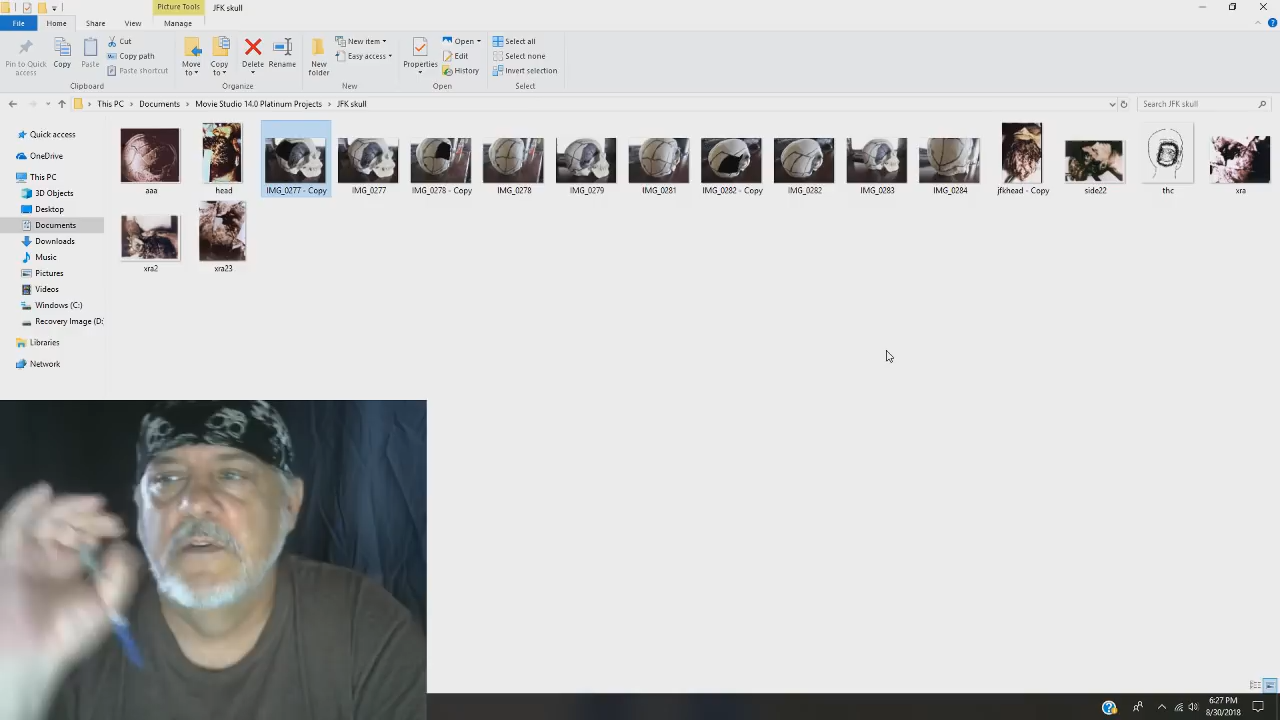 Picture Tools JFK skull
File Home Share View Manage
Pin to Quick access
Copy
Paste
Cut
Copy path
Paste shortcut
Move to
Copy to
Delete
Rename
New folder
New item
Easy access
Properties
Open
Edit
History
Select all
Select none
Invert selection
Clipboard Organize New Open Select
This PC Documents Movie Studio 14.0 Platinum Projects JFK skull
Search JFK skull
Quick access
OneDrive
This PC
3D Objects
Desktop
Documents
Downloads
Music
Pictures
Videos
Windows (C:)
Recovery Image (D:
Libraries
Network
aaa head IMG_0277 - Copy IMG_0277 IMG_0278 - Copy IMG_0278 IMG_0279 IMG_0281 IMG_0282 - Copy IMG_0282 IMG_0283 IMG_0284 jfkhead - Copy side22 thc xra
xra2 xra23
6:27 PM
8/30/2018